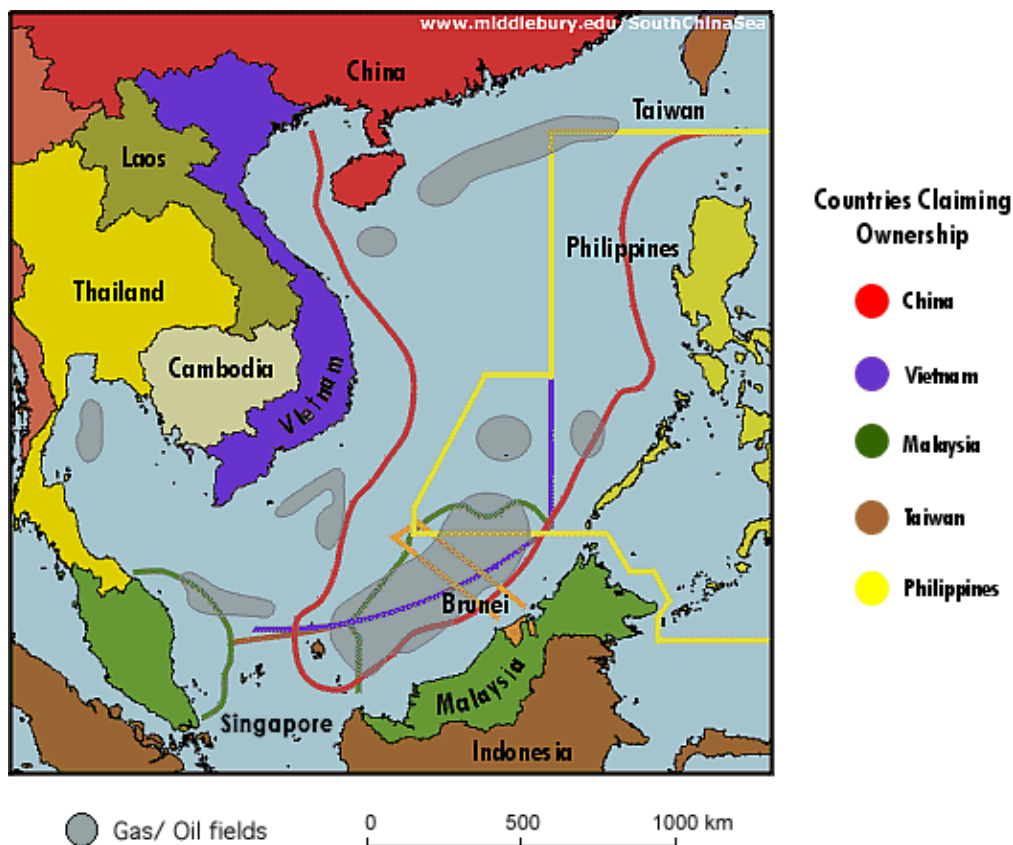 www.middlebury.edu/SouthChinaSea
China
Taiwan
Laos
Philippines
Thailand
Cambodia
Vietnam
Brunei
Malaysia
Singapore
Indonesia
Countries Claiming
Ownership
China
Vietnam
Malaysia
Taiwan
Philippines
Gas/ Oil fields
0 500 1000 km